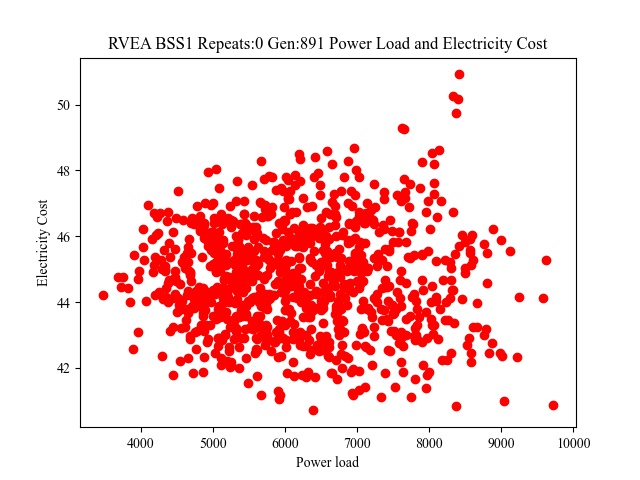 RVEA BSS1 Repeats:0 Gen:891 Power Load and Electricity Cost
50
48
46
44
42
Electricity Cost
4000 5000 6000 7000 8000 9000 10000
Power load